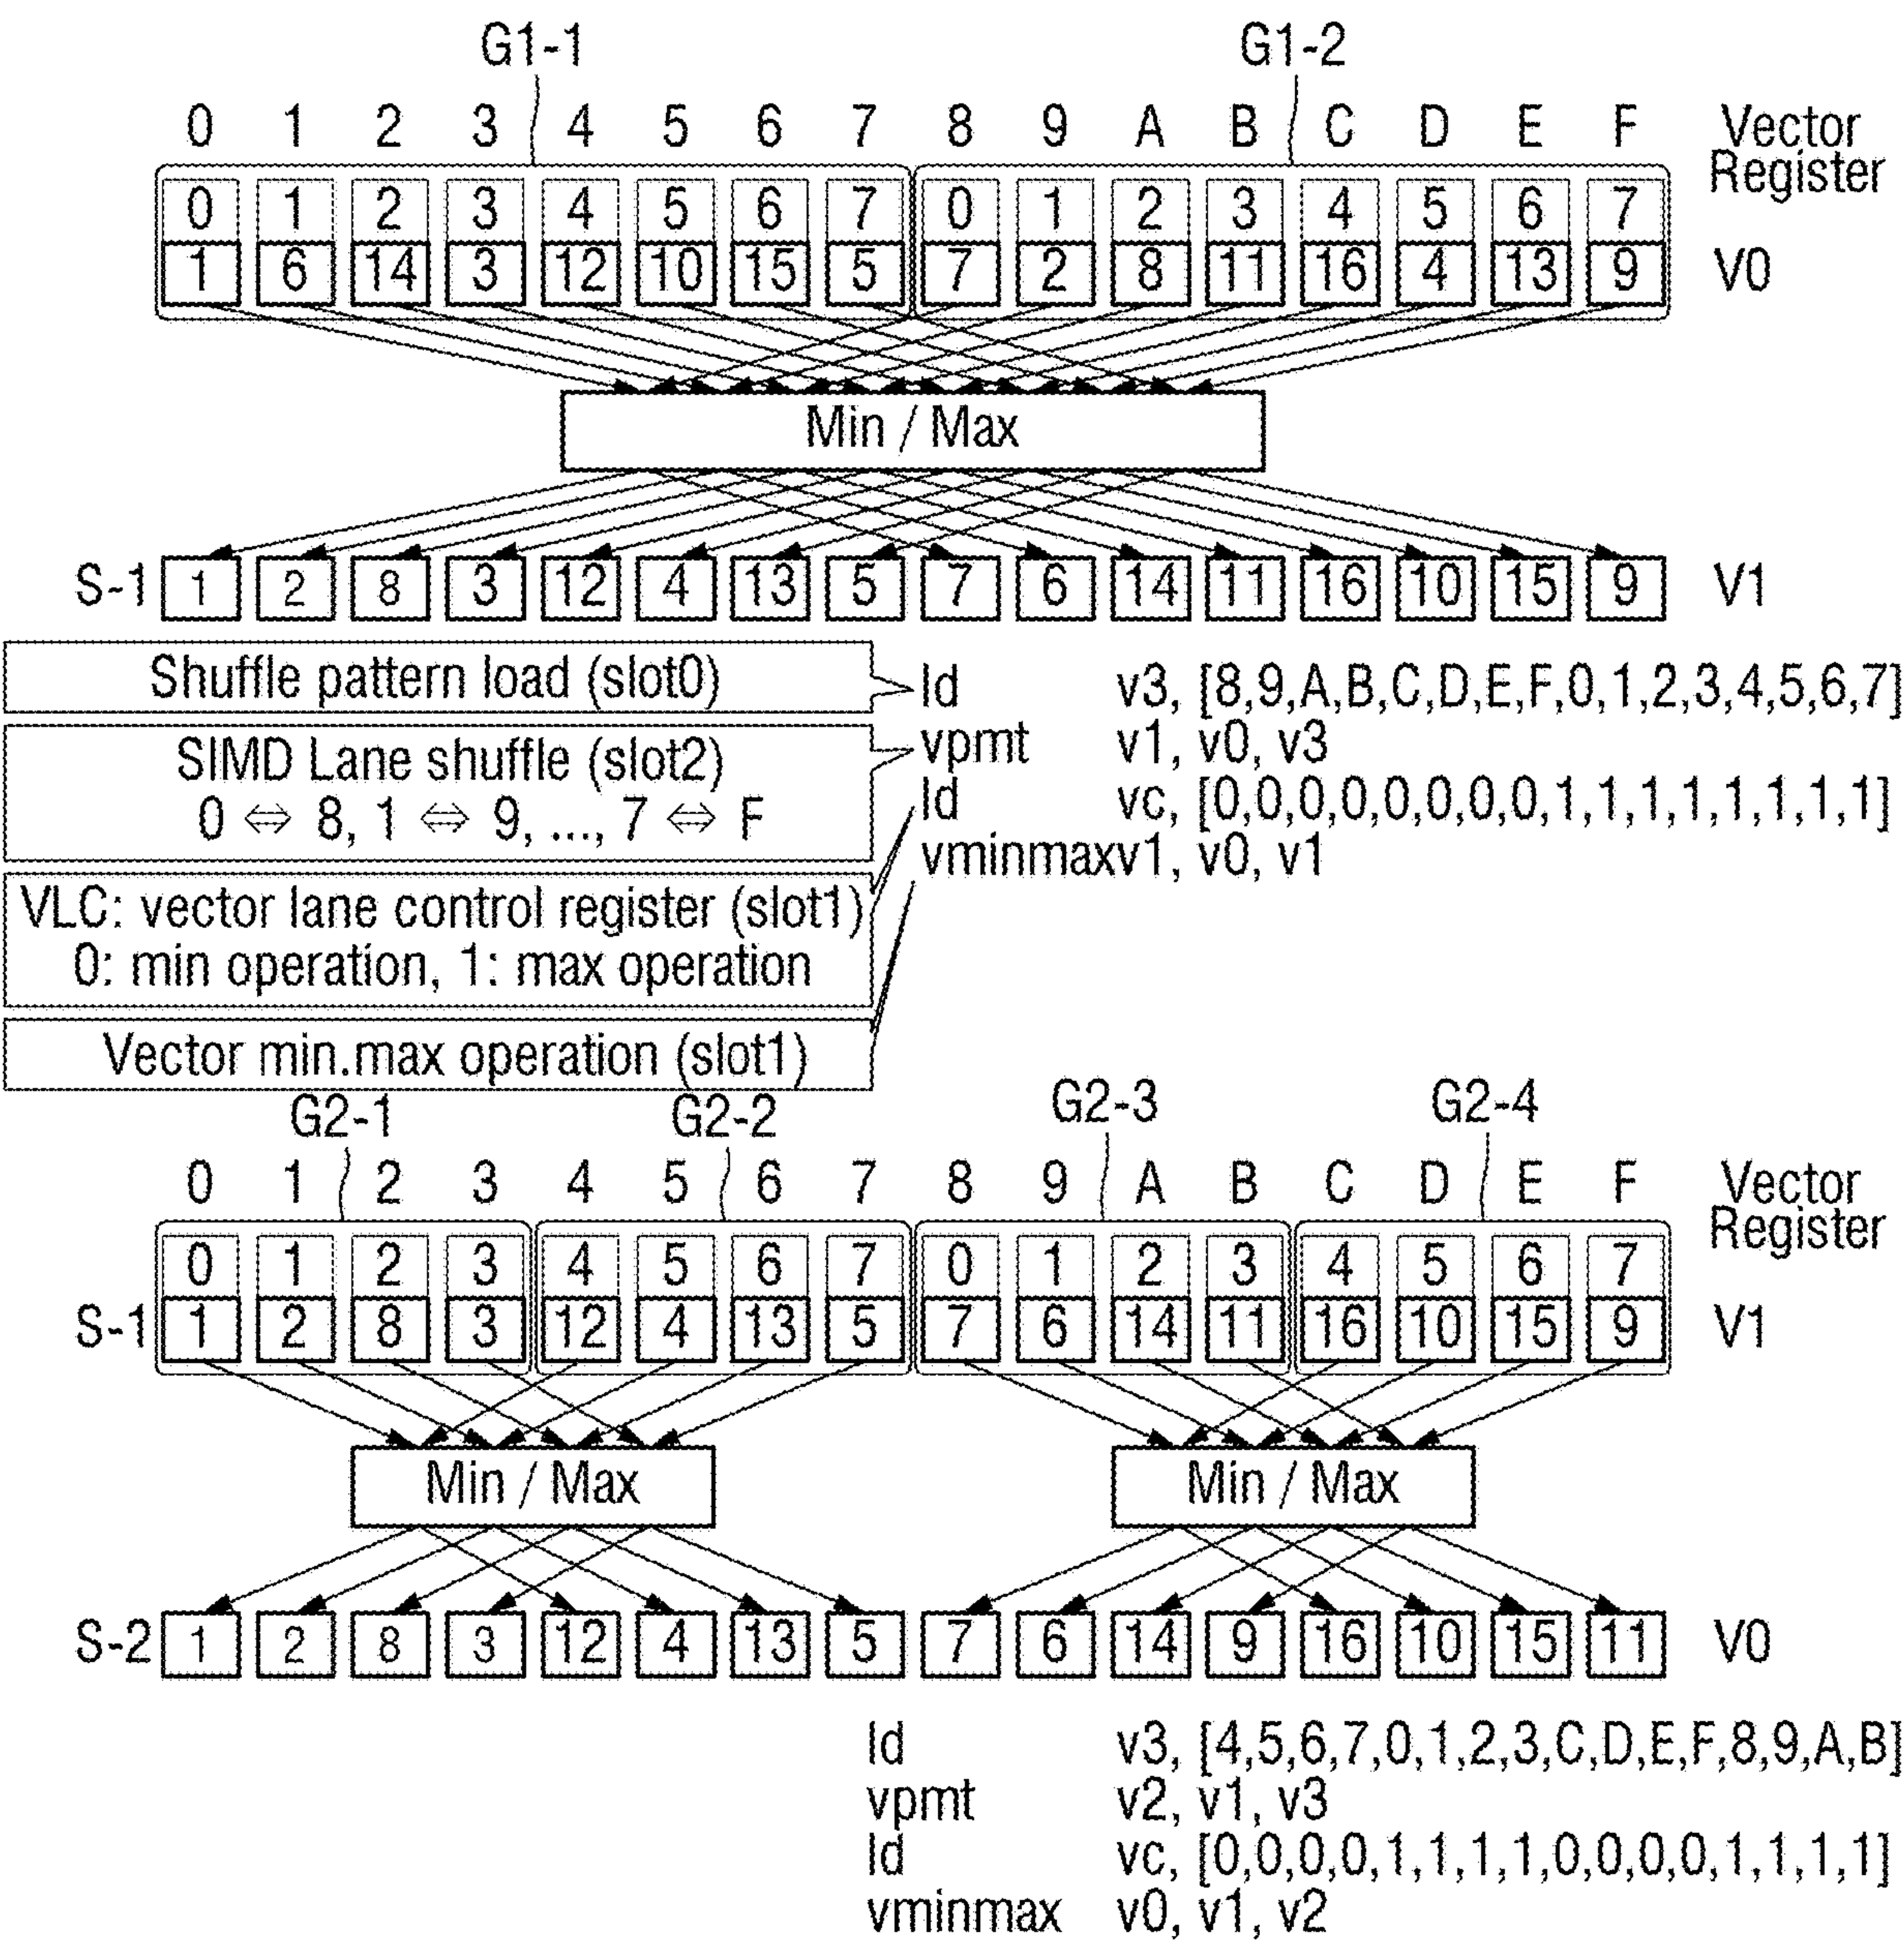 G1-1 G1-2
0 1 2 3 4 5 6 7 8 9 A B C D E F Vector Register
0 1 2 3 4 5 6 7 0 1 2 3 4 5 6 7
1 6 14 3 12 10 15 5 7 2 8 11 16 4 13 9 V0
Min / Max
S-1 1 2 8 3 12 4 13 5 7 6 14 11 16 10 15 9 V1
Shuffle pattern load (slot0)
SIMD Lane shuffle (slot2)
0 ⇔ 8, 1 ⇔ 9, ..., 7 ⇔ F
VLC: vector lane control register (slot1)
0: min operation, 1: max operation
Vector min.max operation (slot1)
ld v3, [8,9,A,B,C,D,E,F,0,1,2,3,4,5,6,7]
vpmt v1, v0, v3
ld vc, [0,0,0,0,0,0,0,0,1,1,1,1,1,1,1,1]
vminmaxv1, v0, v1
G2-1 G2-2 G2-3 G2-4
0 1 2 3 4 5 6 7 8 9 A B C D E F Vector Register
0 1 2 3 4 5 6 7 0 1 2 3 4 5 6 7
S-1 1 2 8 3 12 4 13 5 7 6 14 11 16 10 15 9 V1
Min / Max Min / Max
S-2 1 2 8 3 12 4 13 5 7 6 14 9 16 10 15 11 V0
ld v3, [4,5,6,7,0,1,2,3,C,D,E,F,8,9,A,B]
vpmt v2, v1, v3
ld vc, [0,0,0,0,1,1,1,1,0,0,0,0,1,1,1,1]
vminmax v0, v1, v2